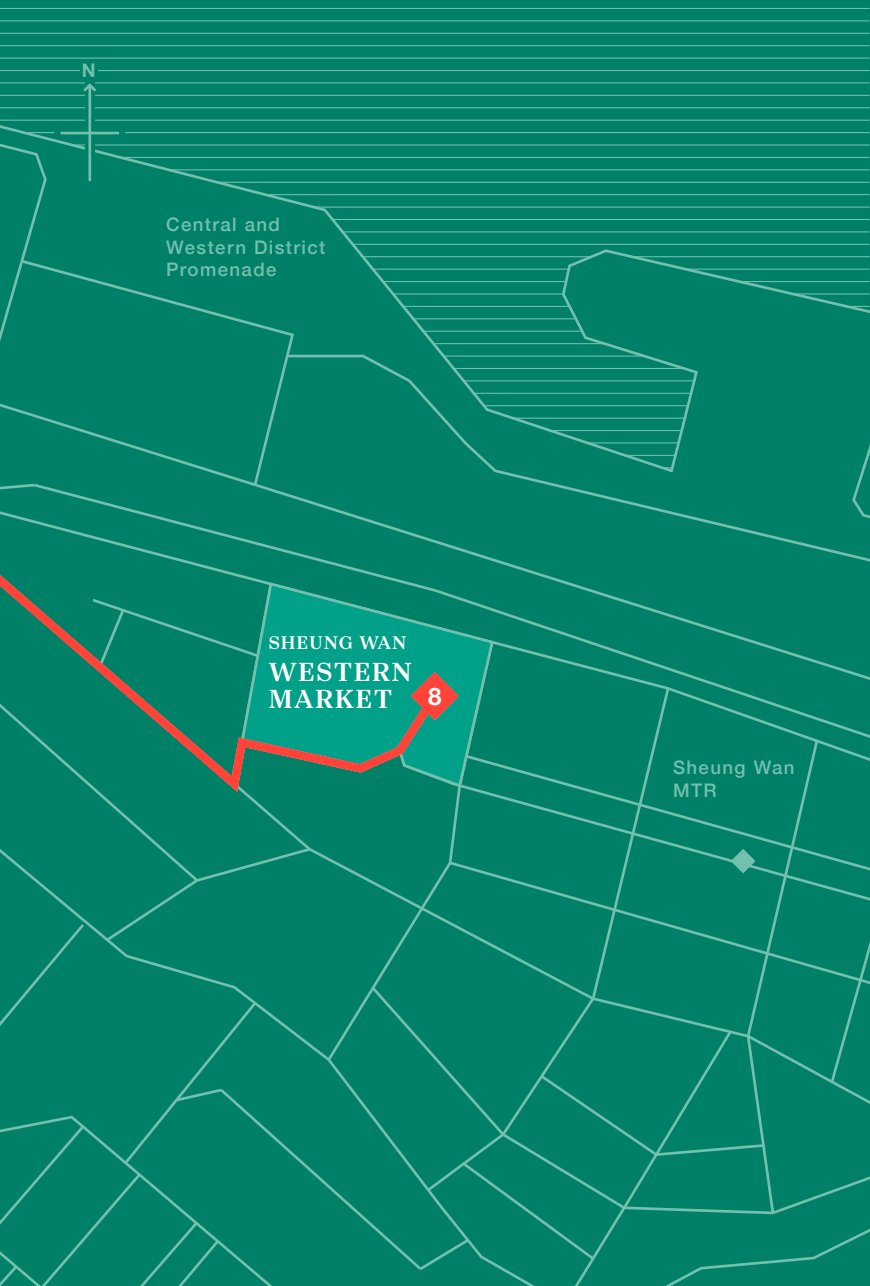 N
Central and
Western District
Promenade
SHEUNG WAN
WESTERN
MARKET
8
Sheung Wan
MTR